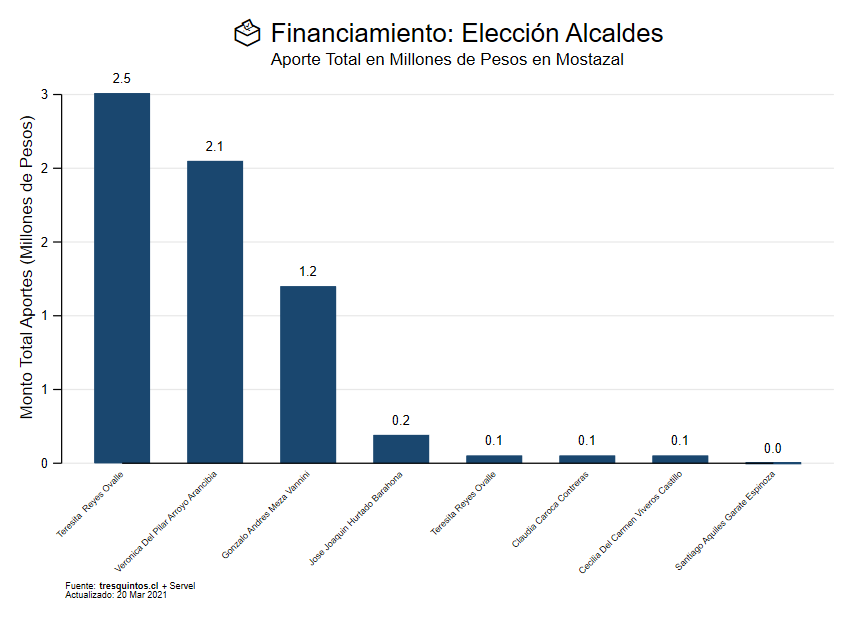 Financiamiento: Elección Alcaldes
Aporte Total en Millones de Pesos en Mostazal
Monto Total Aportes (Millones de Pesos)
3
2
2
1
1
0
2.5
2.1
1.2
0.2
0.1
0.1
0.1
0.0
Teresita Reyes Ovalle
Veronica Del Pilar Arroyo Arancibia
Gonzalo Andres Meza Vannini
Jose Joaquin Hurtado Barahona
Teresita Reyes Ovalle
Claudia Caroca Contreras
Cecilia Del Carmen Viveros Castillo
Santiago Aquiles Garate Espinoza
Fuente: tresquintos.cl + Servel
Actualizado: 20 Mar 2021